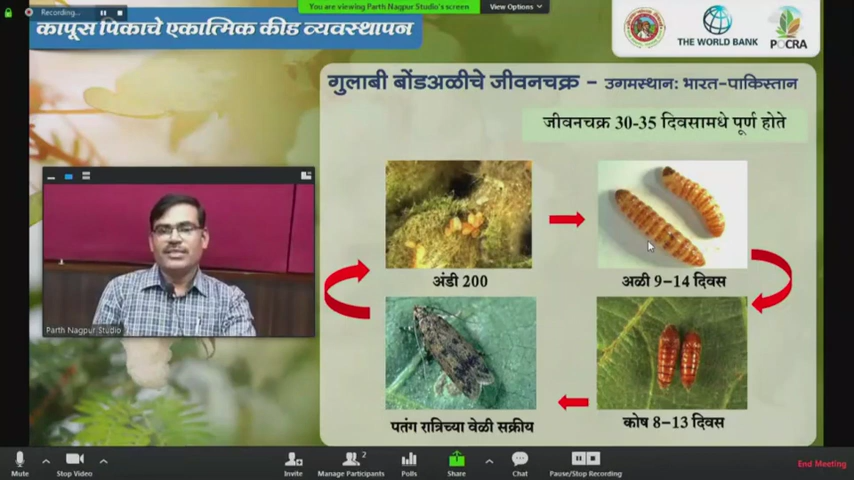 Recording...
You are viewing Parth Nagpur Studio's screen
View Options
कापूस पिकाचे एकात्मिक कीड व्यवस्थापन
THE WORLD BANK
POCRA
गुलाबी बोंडअळीचे जीवनचक्र - उगमस्थान: भारत-पाकिस्तान
जीवनचक्र 30-35 दिवसामधे पूर्ण होते
अंडी 200
अळी 9-14 दिवस
Parth Nagpur Studio
पतंग रात्रिच्या वेळी सक्रीय
कोष 8-13 दिवस
Mute
Stop Video
Invite
2
Manage Participants
Polls
Share
Chat
Pause/Stop Recording
End Meeting